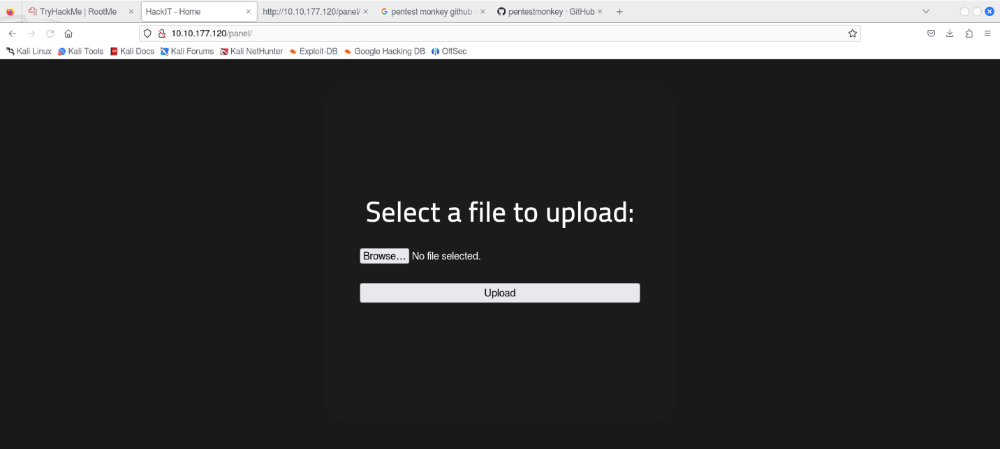 TryHackMe | RootMe
HackIT - Home
http://10.10.177.120/panel/
pentest monkey github -
pentestmonkey · GitHub
10.10.177.120/panel/
Kali Linux Kali Tools Kali Docs Kali Forums Kali NetHunter Exploit-DB Google Hacking DB OffSec
Select a file to upload:
Browse... No file selected.
Upload